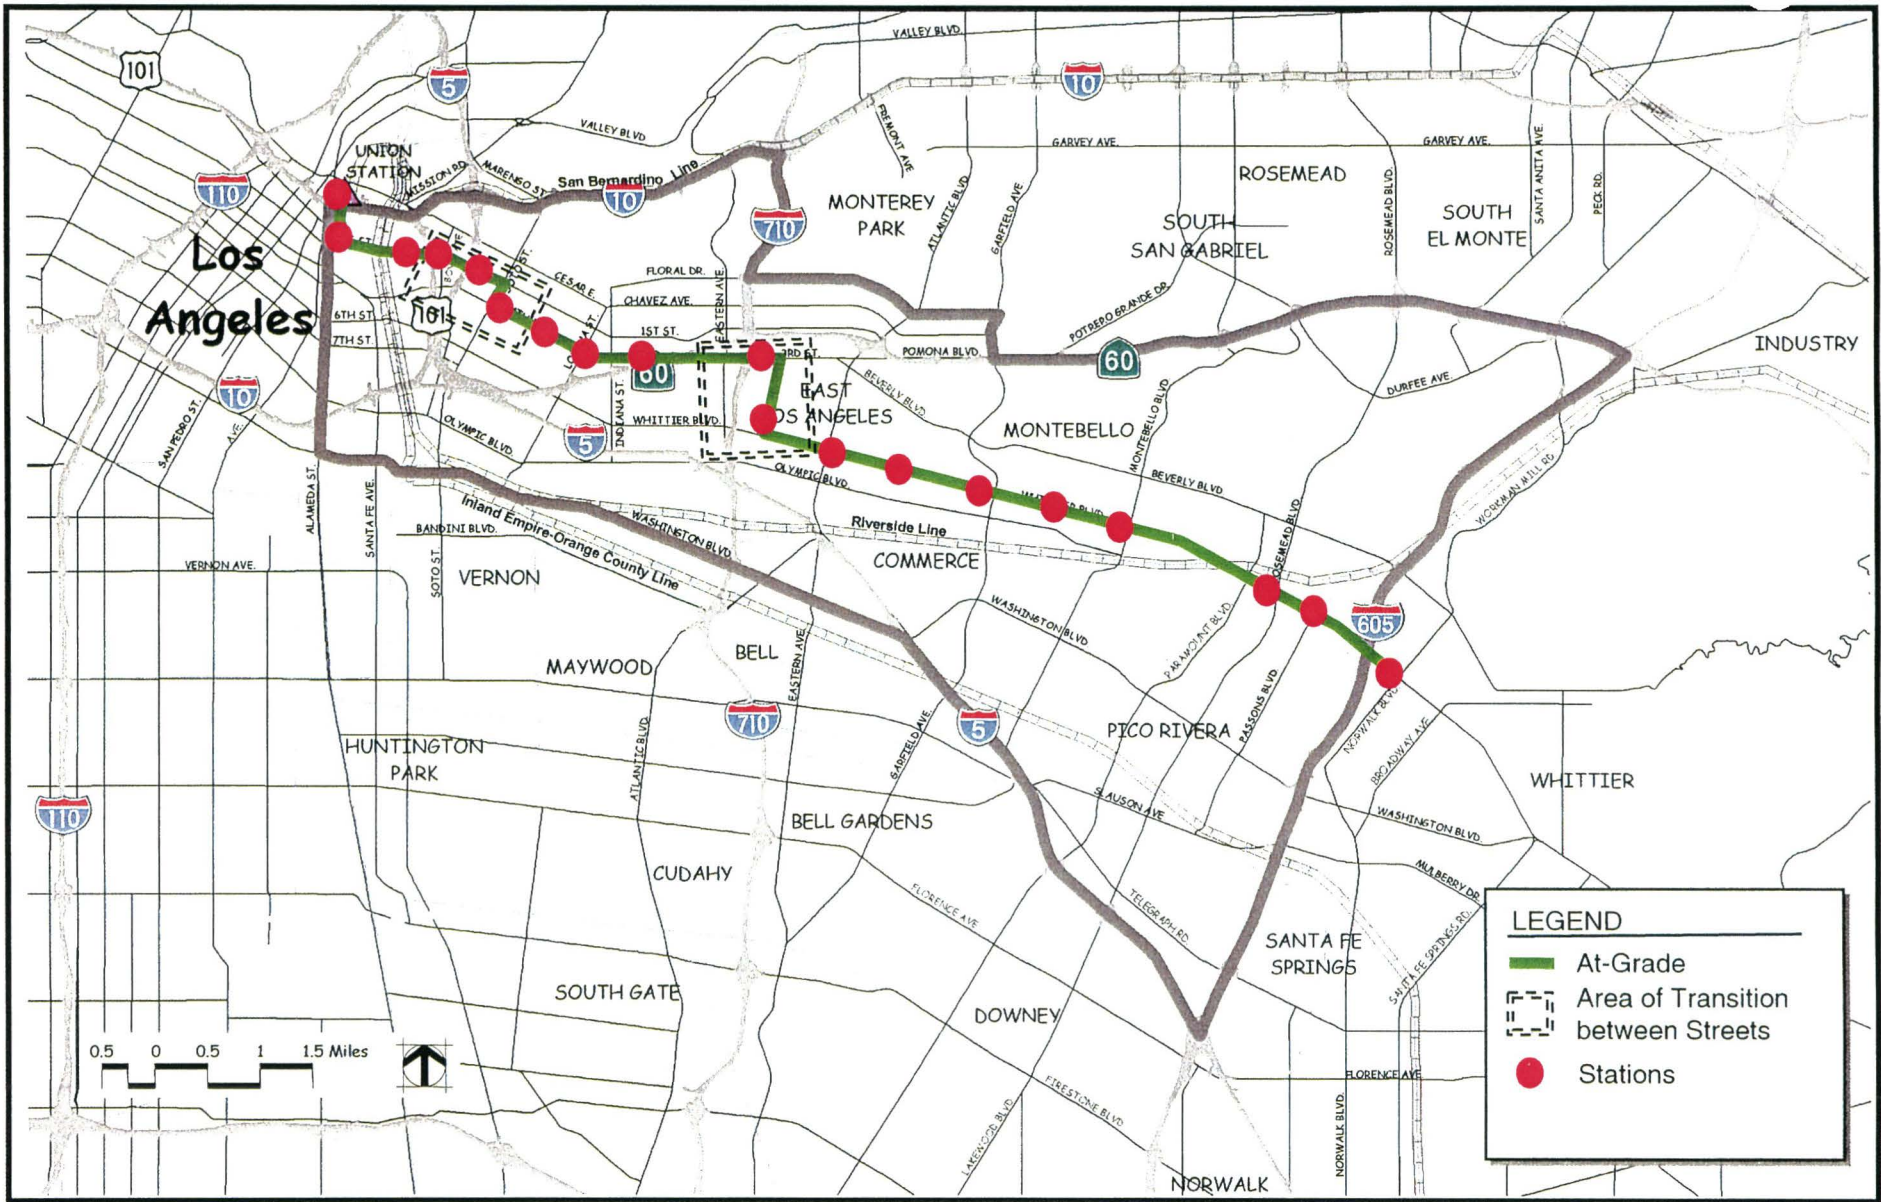 VALLEY BLVD.
101
5
10
VALLEY BLVD
FREMONT AVE
GARVEY AVE.
GARVEY AVE.
SANTA ANITA AVE.
UNION
STATION
MISSION RD.
MARENGO ST.
San Bernardino Line
10
110
710
MONTEREY
PARK
ATLANTIC BLVD.
GARFIELD AVE
ROSEMEAD
SOUTH
SAN GABRIEL
ROSEMEAD BLVD.
SOUTH
EL MONTE
PECK RD.
Los
Angeles
CESAR E.
CHAVEZ AVE.
FLORAL DR.
EASTERN AVE.
POTREPO GRANDE DR.
6TH ST.
101
7TH ST.
1ST ST.
3RD ST.
POMONA BLVD.
60
60
INDUSTRY
DURFEE AVE.
10
SAN PEDRO ST.
AVE.
OLYMPIC BLVD.
5
INDIANA ST.
WHITTIER BLVD.
EAST
LOS ANGELES
BEVERLY BLVD.
MONTEBELLO
MONTEBELLO BLVD
OLYMPIC BLVD.
BEVERLY BLVD
WORKMAN MILL RD.
ALAMEDA ST.
SANTA FE AVE.
BANDINI BLVD.
Inland Empire-Orange County Line
WASHINGTON BLVD
Riverside Line
COMMERCE
ROSEMEAD BLVD
VERNON AVE.
SOTO ST.
VERNON
WASHINGTON BLVD
PARAMOUNT BLVD
605
MAYWOOD
BELL
EASTERN AVE.
710
5
PICO RIVERA
PASSONS BLVD
NORWALK BLVD
BROADWAY AVE.
HUNTINGTON
PARK
ATLANTIC BLVD.
GARFIELD AVE.
WHITTIER
110
BELL GARDENS
SLAUSON AVE
WASHINGTON BLVD.
CUDAHY
MULBERRY DR.
FLORENCE AVE
TELEGRAPH RD.
SANTA FE
SPRINGS
SANTA FE SPRINGS RD.
SOUTH GATE
DOWNEY
FLORENCE AVE
FIRESTONE BLVD
LAKEWOOD BLVD
NORWALK BLVD.
NORWALK
0.5 0 0.5 1 1.5 Miles
LEGEND
At-Grade
Area of Transition
between Streets
Stations